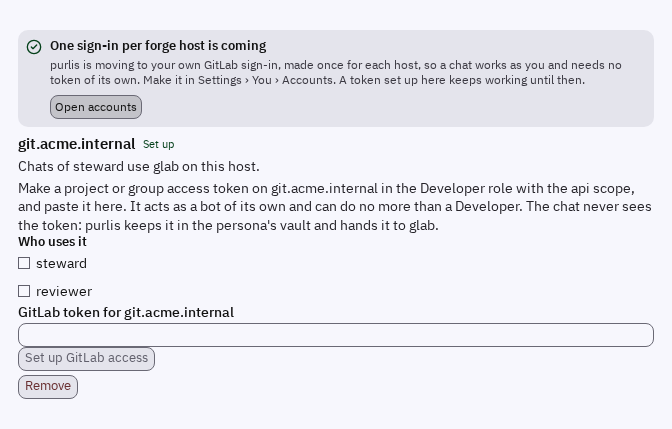 One sign-in per forge host is coming
purlis is moving to your own GitLab sign-in, made once for each host, so a chat works as you and needs no
token of its own. Make it in Settings › You › Accounts. A token set up here keeps working until then.
Open accounts
git.acme.internal Set up
Chats of steward use glab on this host.
Make a project or group access token on git.acme.internal in the Developer role with the api scope,
and paste it here. It acts as a bot of its own and can do no more than a Developer. The chat never sees
the token: purlis keeps it in the persona's vault and hands it to glab.
Who uses it
steward
reviewer
GitLab token for git.acme.internal
Set up GitLab access
Remove